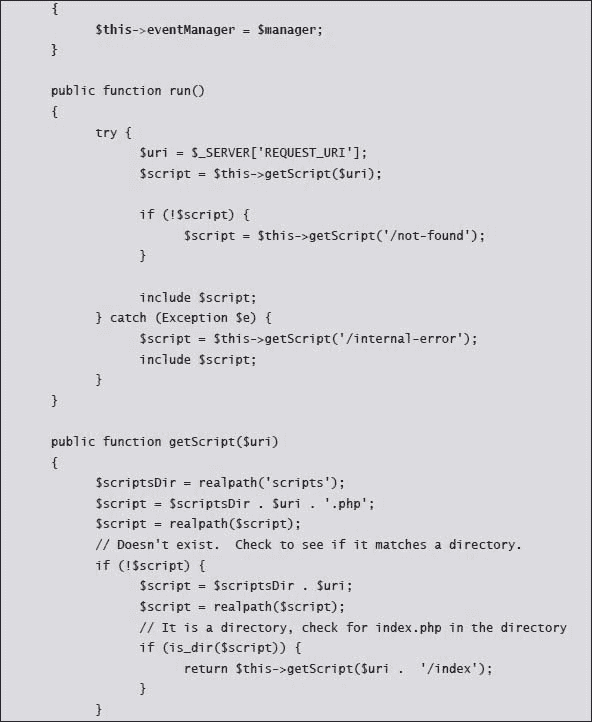 {
$this->eventManager = $manager;
}
public function run()
{
try {
$uri = $_SERVER['REQUEST_URI'];
$script = $this->getScript($uri);
if (!$script) {
$script = $this->getScript('/not-found');
}
include $script;
} catch (Exception $e) {
$script = $this->getScript('/internal-error');
include $script;
}
}
public function getScript($uri)
{
$scriptsDir = realpath('scripts');
$script = $scriptsDir . $uri . '.php';
$script = realpath($script);
// Doesn't exist.  Check to see if it matches a directory.
if (!$script) {
$script = $scriptsDir . $uri;
$script = realpath($script);
// It is a directory, check for index.php in the directory
if (is_dir($script)) {
return $this->getScript($uri .  '/index');
}
}